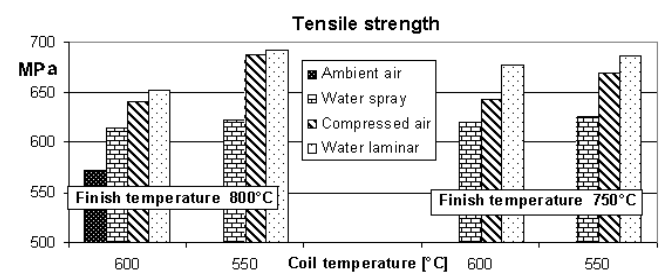 Tensile strength
MPa
700
650
600
550
500
Ambient air
Water spray
Compressed air
Water laminar
Finish temperature 800°C
Finish temperature 750°C
600
550
Coil temperature [°C]
600
550